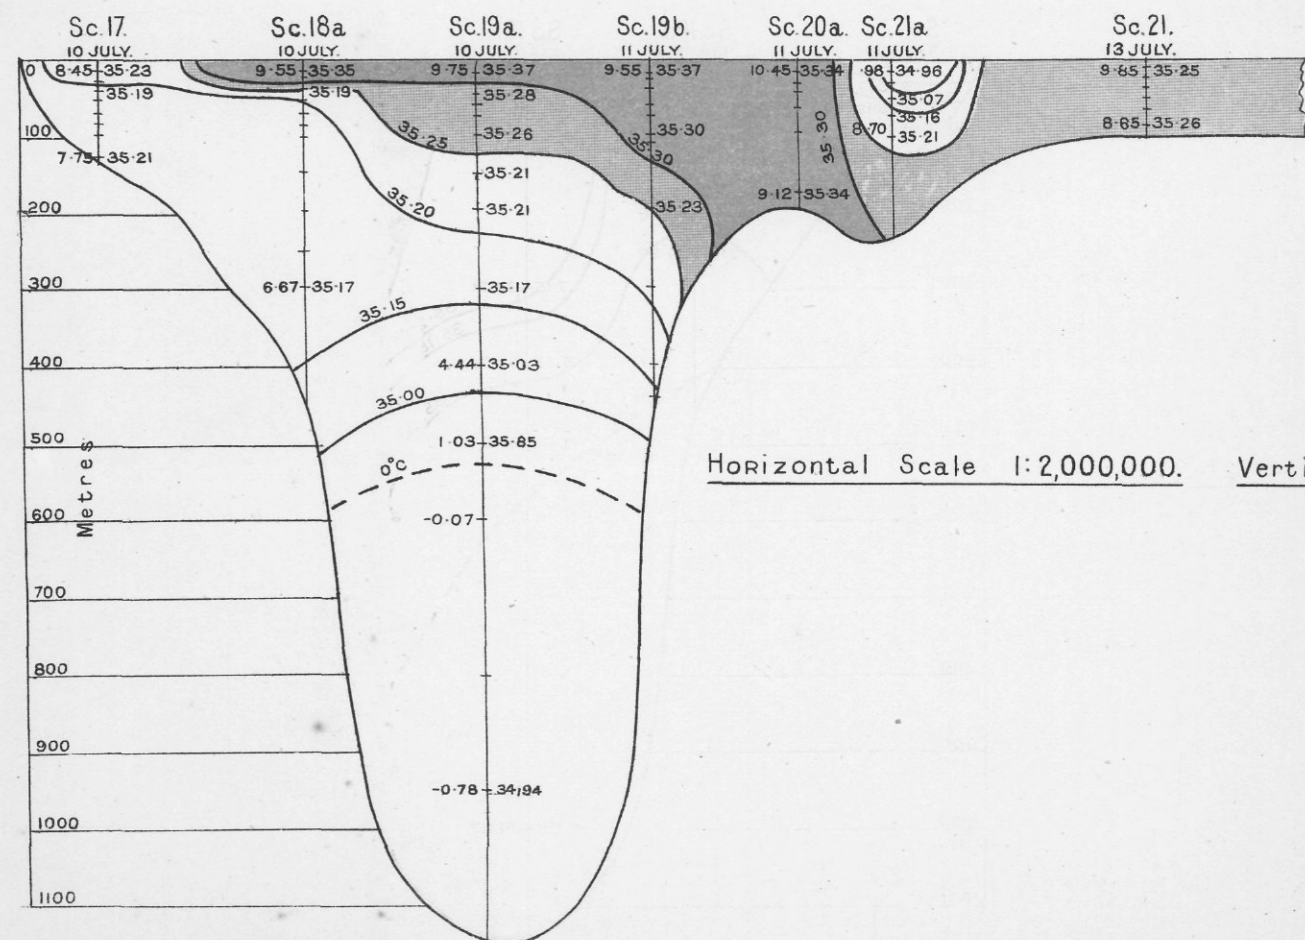 Sc.17. Sc.18a Sc.19a. Sc.19b. Sc.20a. Sc.21a Sc.21.
10 JULY. 10 JULY. 10 JULY. 11 JULY. 11 JULY. 11 JULY. 13 JULY.
0 8·45 35·23 9·55 35·35 9·75 35·37 9·55 35·37 10·45 35·34 ·98 34·96 9·85 35·25
35·19 35·19 35·28 35·07
35·16
100 35·25 35·26 35·30 35·30 35·30 8·70 35·21 8·65 35·26
7·75 35·21 35·21
200 35·20 35·21 35·23 9·12 35·34
300 6·67 35·17 35·15 35·17
400 4·44 35·03
35·00
500 1·03 35·85
0°C
Metres
Horizontal Scale 1:2,000,000. Verti
600 -0·07
700
800
900
-0·78 34,94
1000
1100